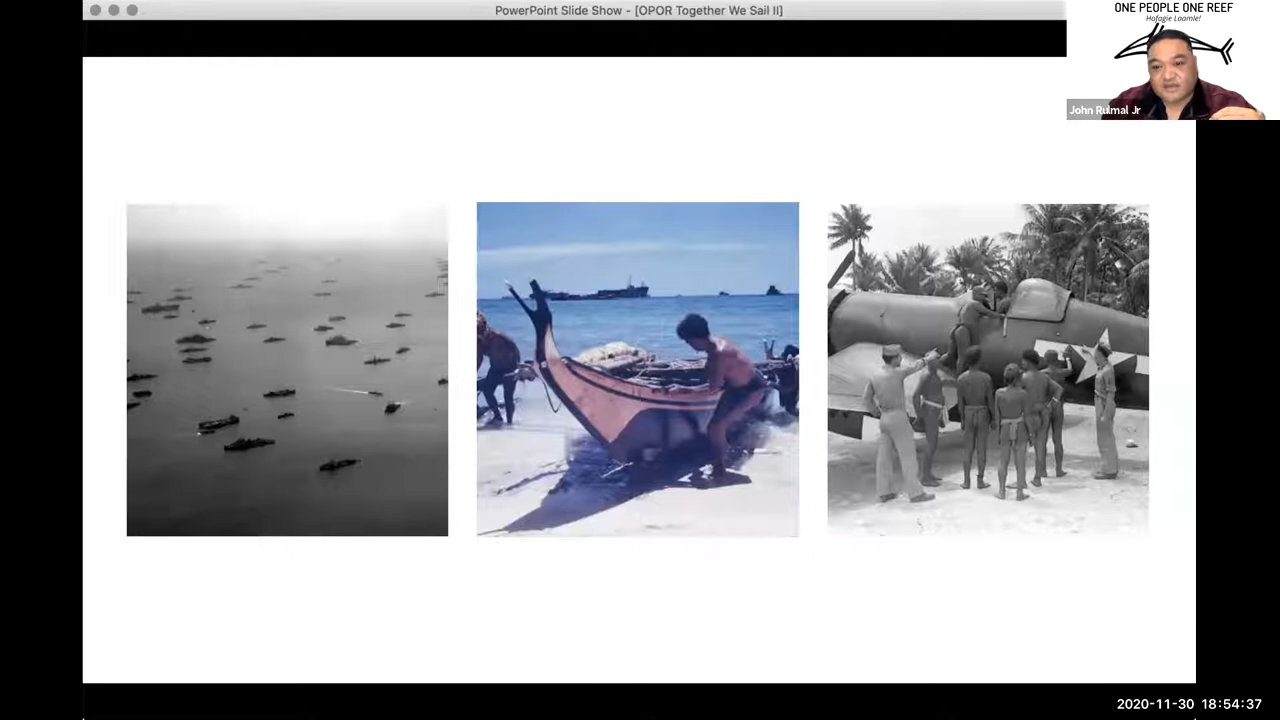 PowerPoint Slide Show - [OPOR Together We Sail II]
ONE PEOPLE ONE REEF
Hofagie Laamle!
John Rulmal Jr
2020-11-30 18:54:37